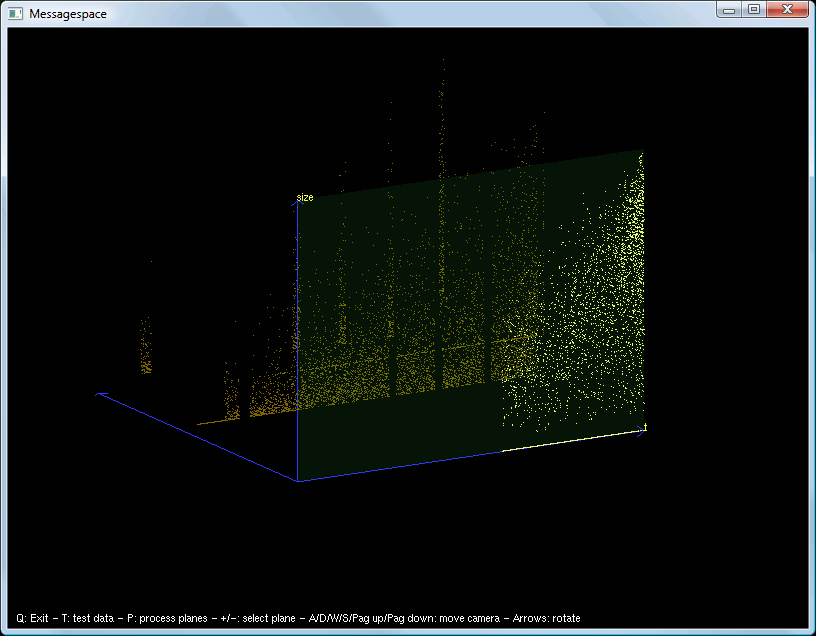 Messagespace
size
t
Q: Exit – T: test data – P: process planes – +/–: select plane – A/D/W/S/Pag up/Pag down: move camera – Arrows: rotate